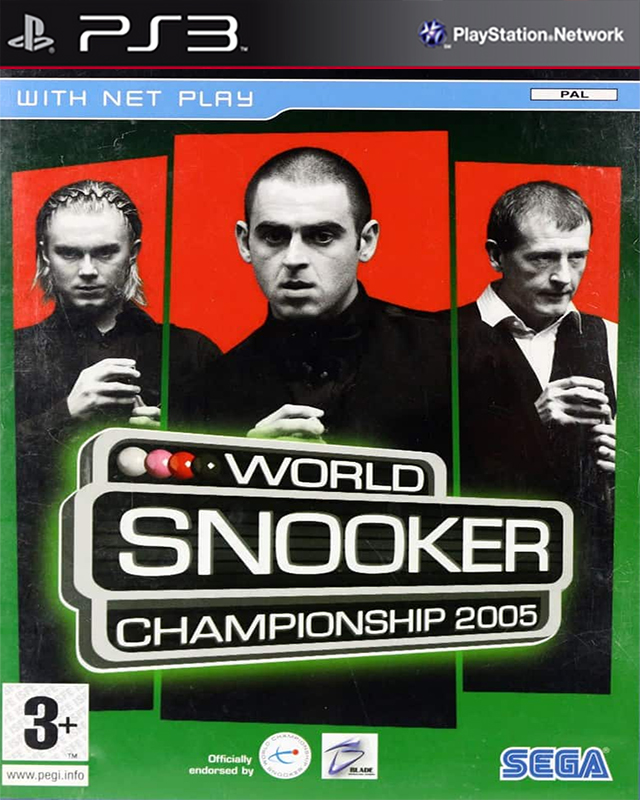 PS3
PlayStation®Network
WITH NET PLAY
PAL
WORLD
SNOOKER
CHAMPIONSHIP 2005
3+
TM
www.pegi.info
Officially
endorsed by
BLADE
SEGA®